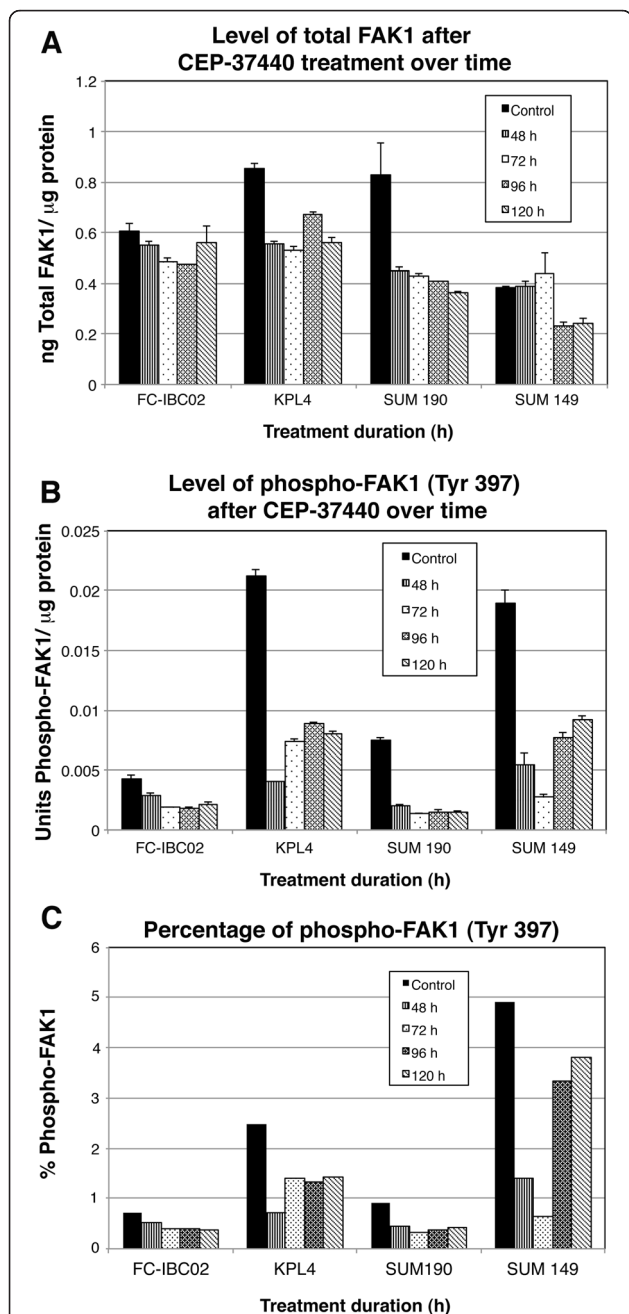 A
Level of total FAK1 after
CEP-37440 treatment over time
1.2
1
0.8
0.6
0.4
0.2
0
ng Total FAK1/ µg protein
Control
48 h
72 h
96 h
120 h
FC-IBC02 KPL4 SUM 190 SUM 149
Treatment duration (h)
B
Level of phospho-FAK1 (Tyr 397)
after CEP-37440 over time
0.025
0.02
0.015
0.01
0.005
0
Units Phospho-FAK1/ µg protein
Control
48 h
72 h
96 h
120 h
FC-IBC02 KPL4 SUM 190 SUM 149
Treatment duration (h)
C
Percentage of phospho-FAK1 (Tyr 397)
6
5
4
3
2
1
0
% Phospho-FAK1
Control
48 h
72 h
96 h
120 h
FC-IBC02 KPL4 SUM190 SUM 149
Treatment duration (h)